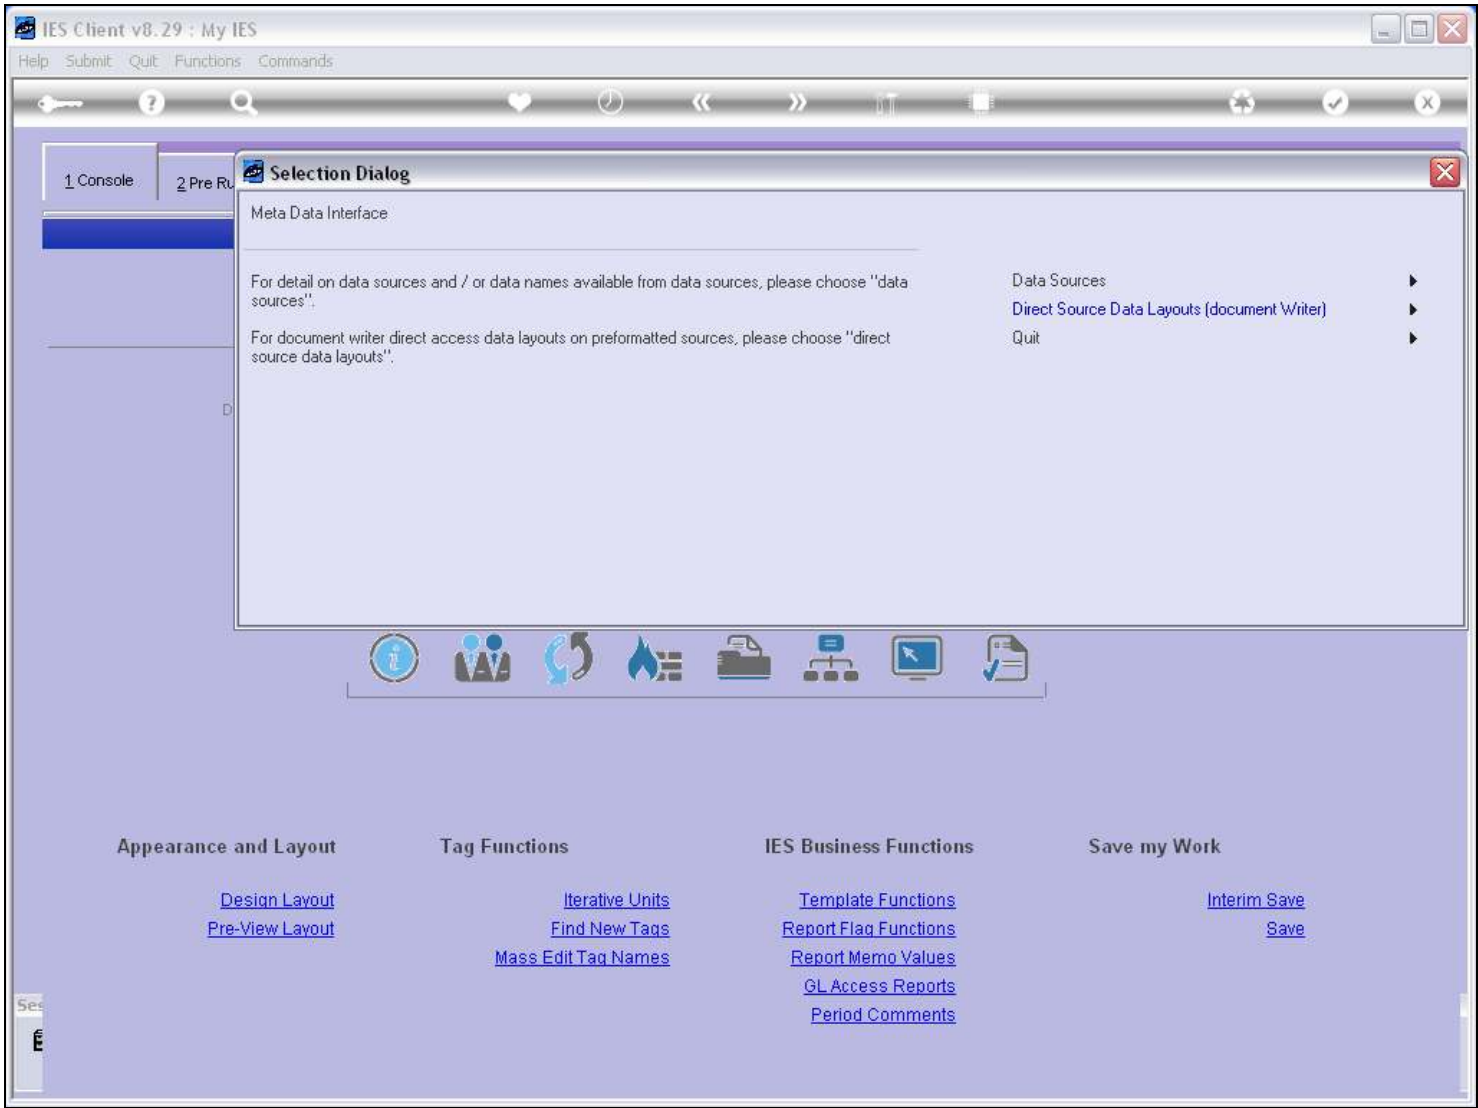 IES Client v8.29 : My IES
Help Submit Quit Functions Commands
1 Console
2 Pre Ru
Selection Dialog
Meta Data Interface
For detail on data sources and / or data names available from data sources, please choose "data
sources".
For document writer direct access data layouts on preformatted sources, please choose "direct
source data layouts".
Data Sources
Direct Source Data Layouts (document Writer)
Quit
D
Appearance and Layout
Design Layout
Pre-View Layout
Tag Functions
Iterative Units
Find New Tags
Mass Edit Tag Names
IES Business Functions
Template Functions
Report Flag Functions
Report Memo Values
GL Access Reports
Period Comments
Save my Work
Interim Save
Save
Ses